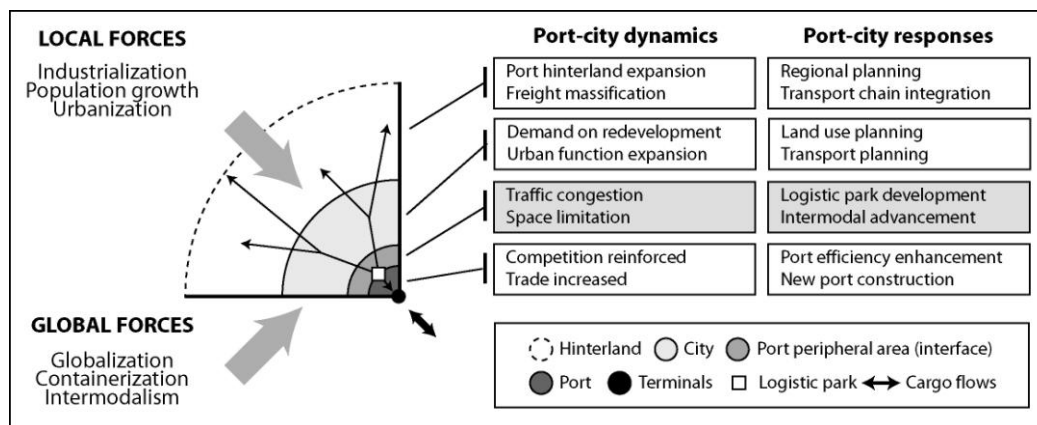 LOCAL FORCES
Industrialization
Population growth
Urbanization
GLOBAL FORCES
Globalization
Containerization
Intermodalism
Port-city dynamics
Port-city responses
Port hinterland expansion
Freight massification
Regional planning
Transport chain integration
Demand on redevelopment
Urban function expansion
Land use planning
Transport planning
Traffic congestion
Space limitation
Logistic park development
Intermodal advancement
Competition reinforced
Trade increased
Port efficiency enhancement
New port construction
Hinterland
City
Port peripheral area (interface)
Port
Terminals
Logistic park
Cargo flows